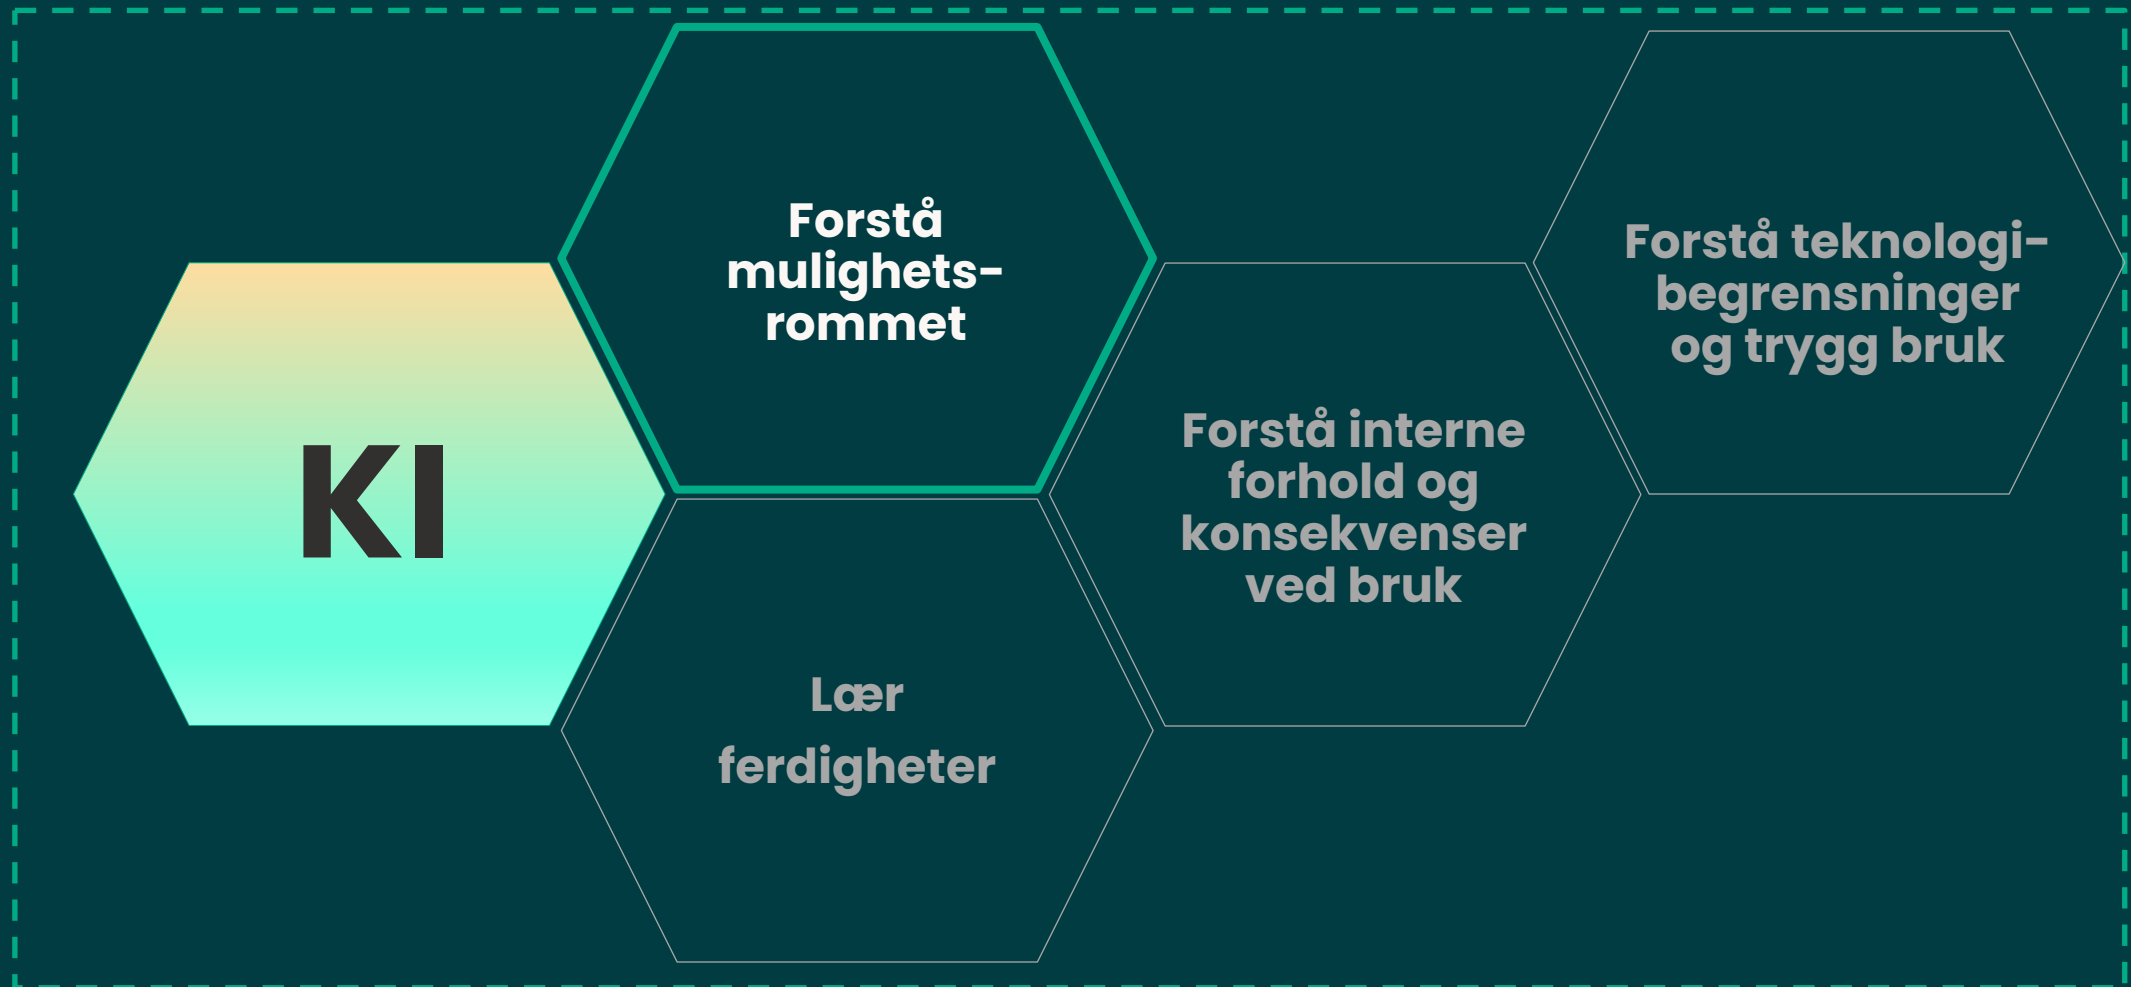 KI
Forstå
mulighets-
rommet
Lær
ferdigheter
Forstå interne
forhold og
konsekvenser
ved bruk
Forstå teknologi-
begrensninger
og trygg bruk